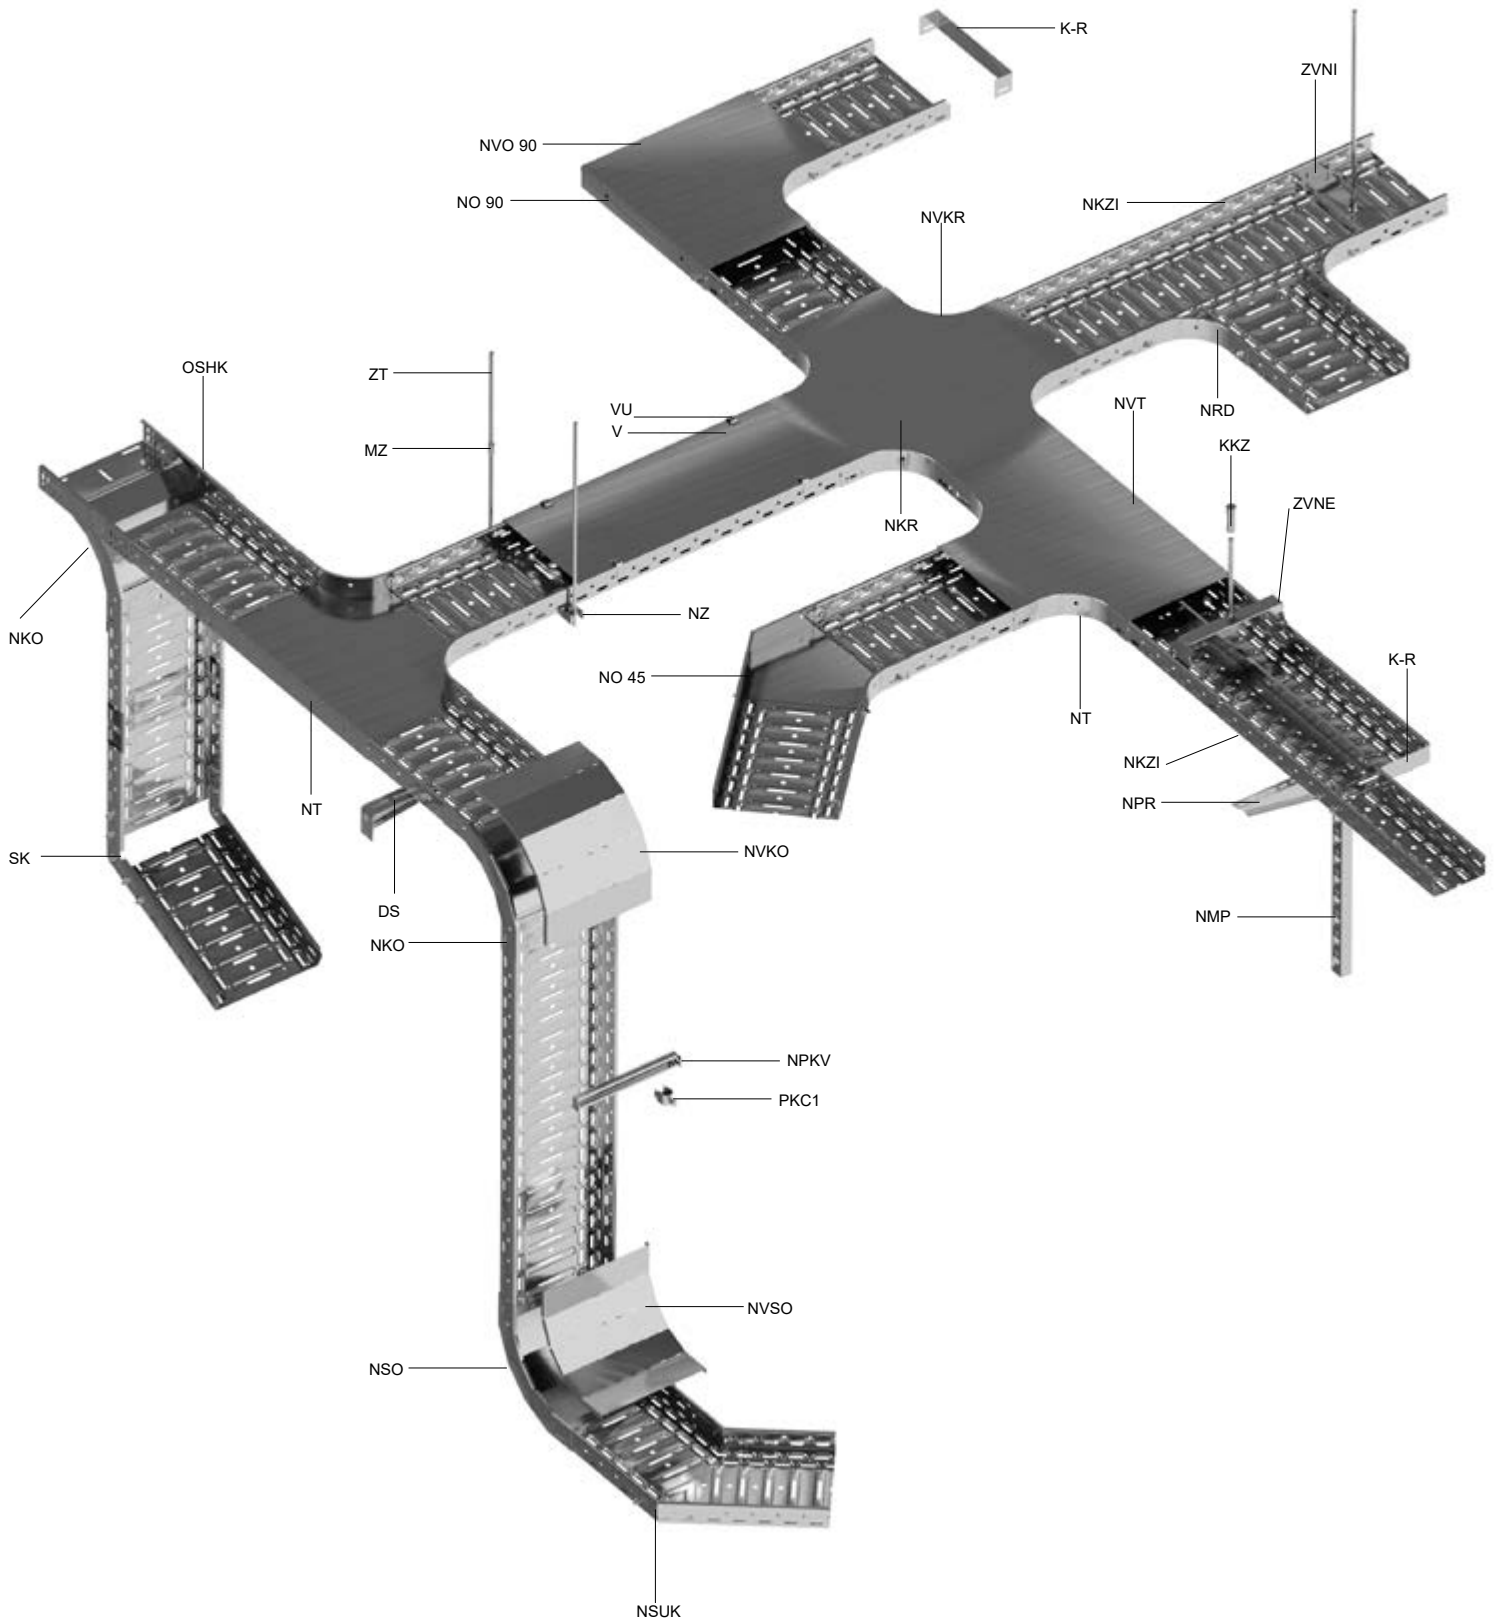 K-R
ZVNI
NVO 90
NO 90
NKZI
NVKR
OSHK
ZT
VU
V
MZ
NVT
NRD
KKZ
ZVNE
NKR
NZ
NKO
NO 45
K-R
NT
NKZI
NT
NPR
SK
NVKO
DS
NKO
NMP
NPKV
PKC1
NVSO
NSO
NSUK